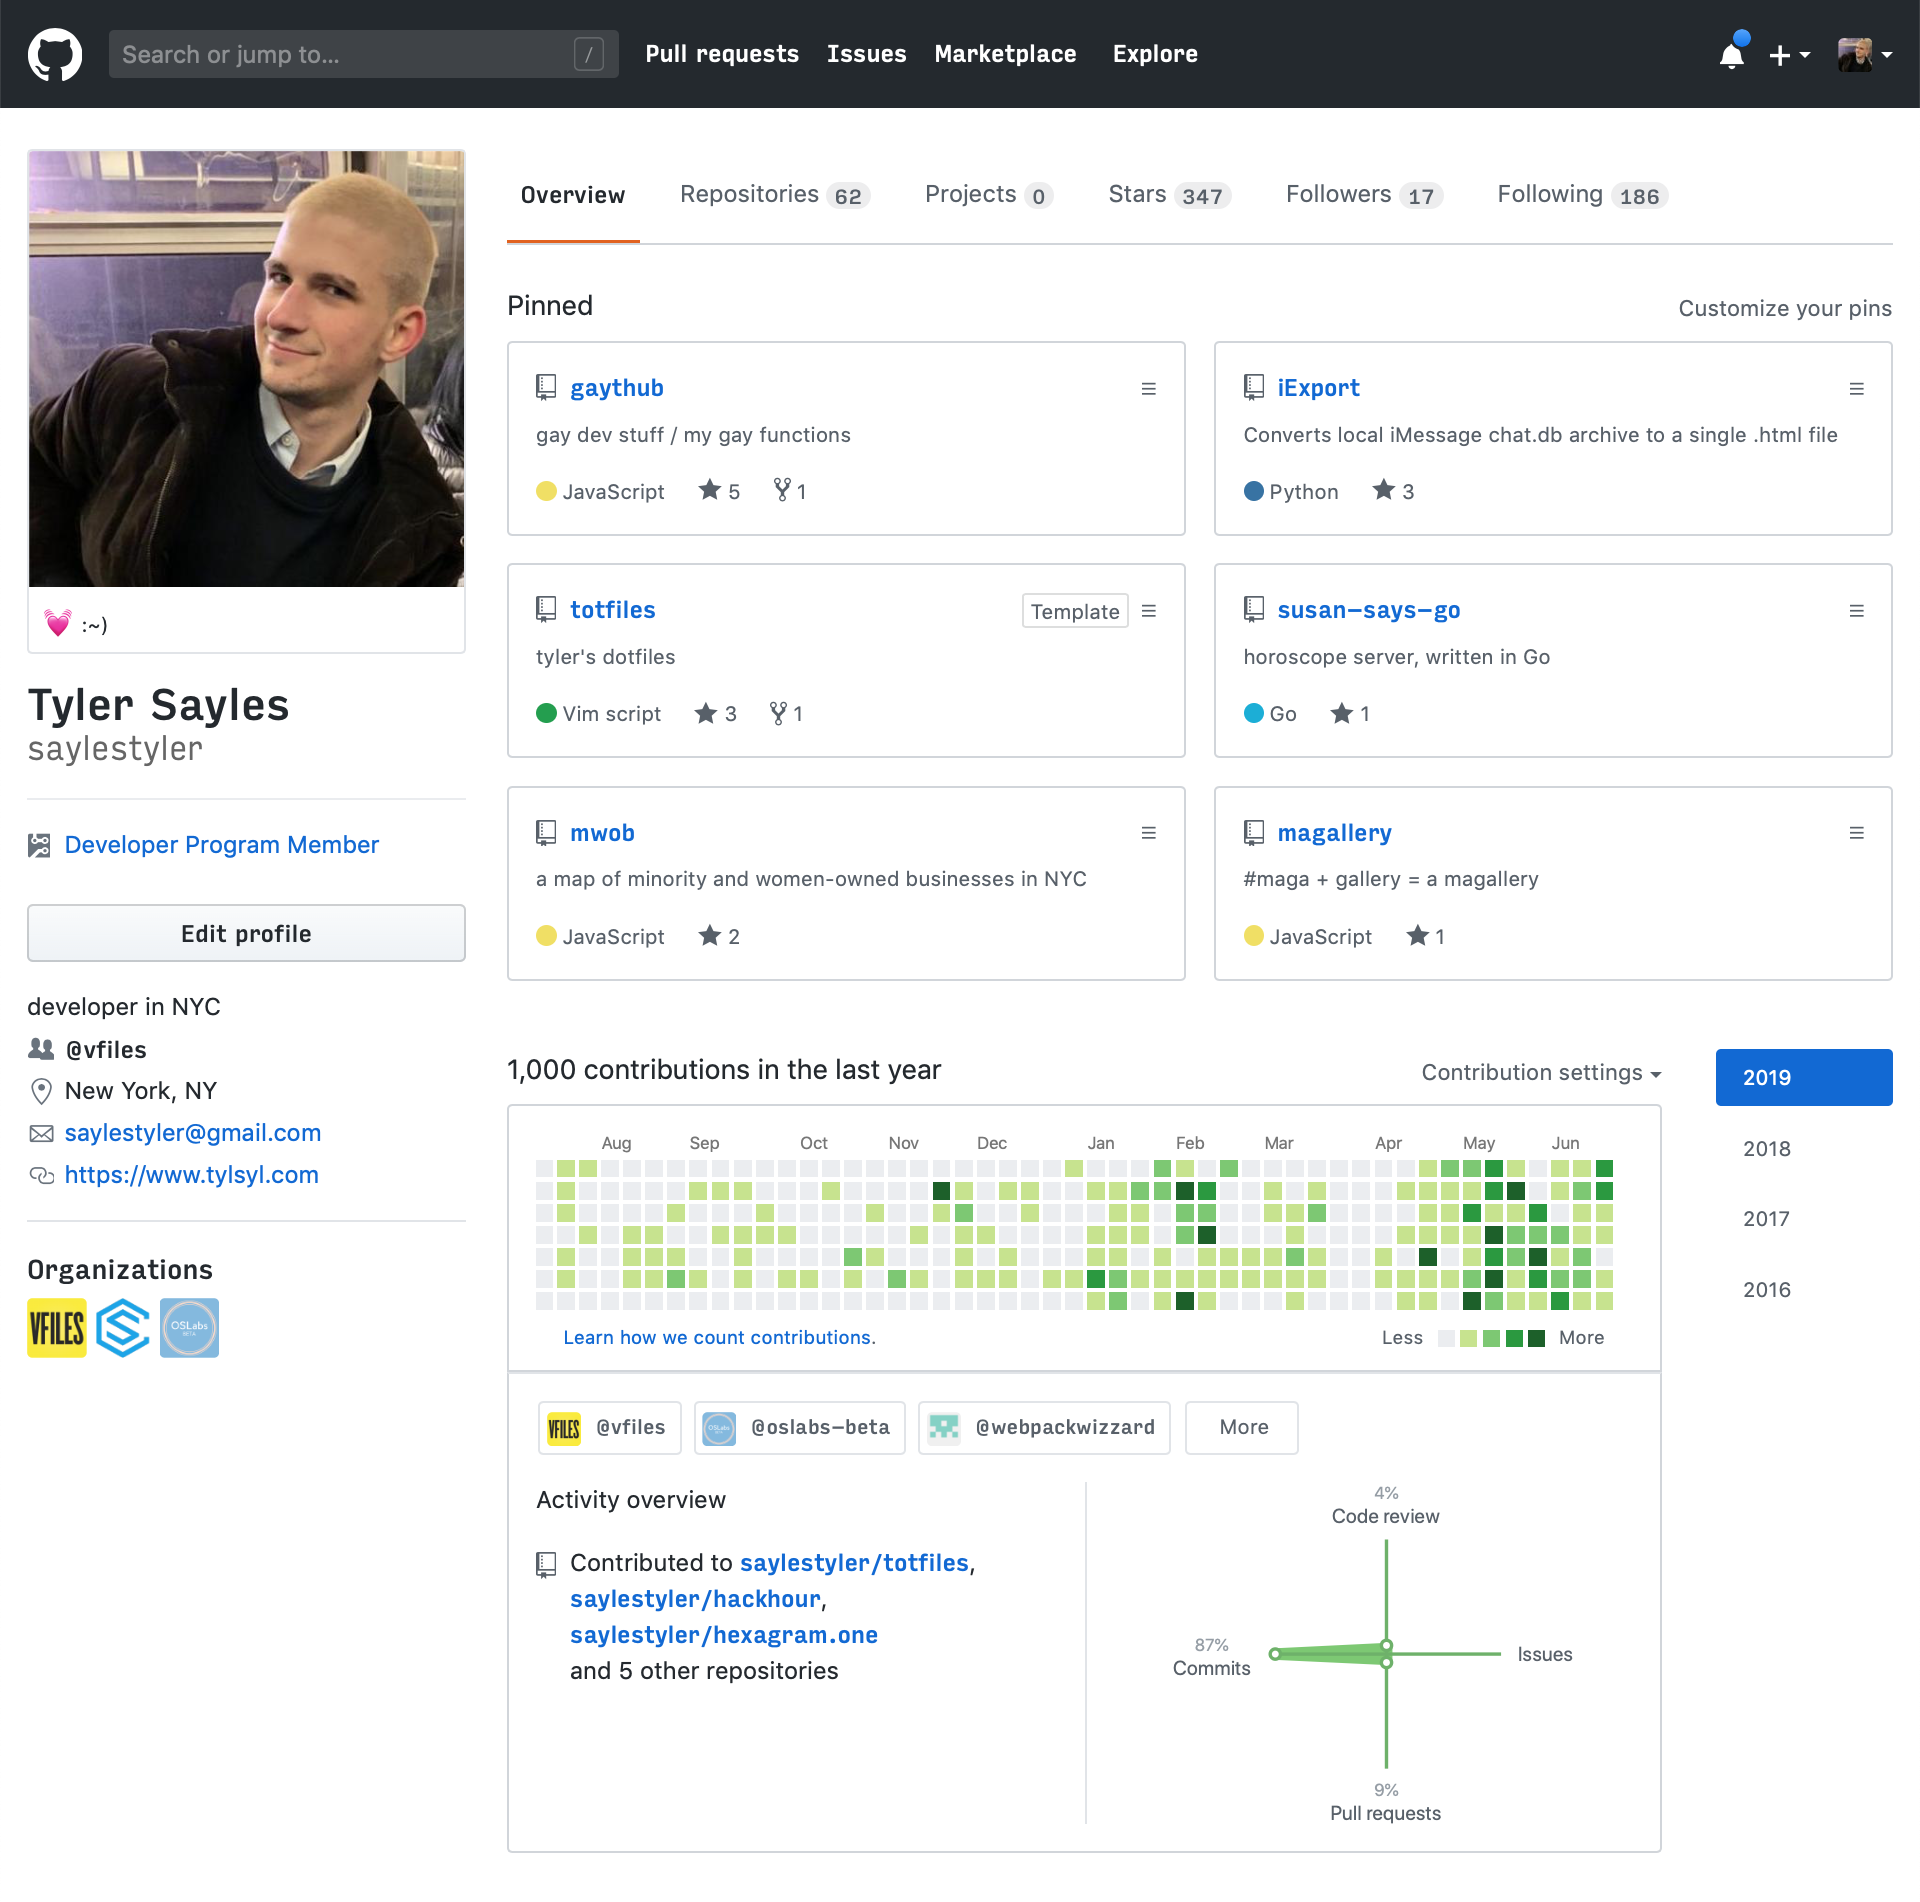 Search or jump to...
/
Pull requests
Issues
Marketplace
Explore
:~)
Tyler Sayles
saylestyler
Developer Program Member
Edit profile
developer in NYC
@vfiles
New York, NY
saylestyler@gmail.com
https://www.tylsyl.com
Organizations
VFILES
OSLabs
BETA
Overview
Repositories 62
Projects 0
Stars 347
Followers 17
Following 186
Pinned
Customize your pins
gaythub
gay dev stuff / my gay functions
JavaScript 5 1
iExport
Converts local iMessage chat.db archive to a single .html file
Python 3
totfiles
Template
tyler's dotfiles
Vim script 3 1
susan-says-go
horoscope server, written in Go
Go 1
mwob
a map of minority and women-owned businesses in NYC
JavaScript 2
magallery
#maga + gallery = a magallery
JavaScript 1
1,000 contributions in the last year
Contribution settings
2019
2018
2017
2016
Aug Sep Oct Nov Dec Jan Feb Mar Apr May Jun
Learn how we count contributions.
Less More
VFILES @vfiles
OSLabs @oslabs-beta
@webpackwizzard
More
Activity overview
Contributed to saylestyler/totfiles,
saylestyler/hackhour,
saylestyler/hexagram.one
and 5 other repositories
4%
Code review
87%
Commits
Issues
9%
Pull requests